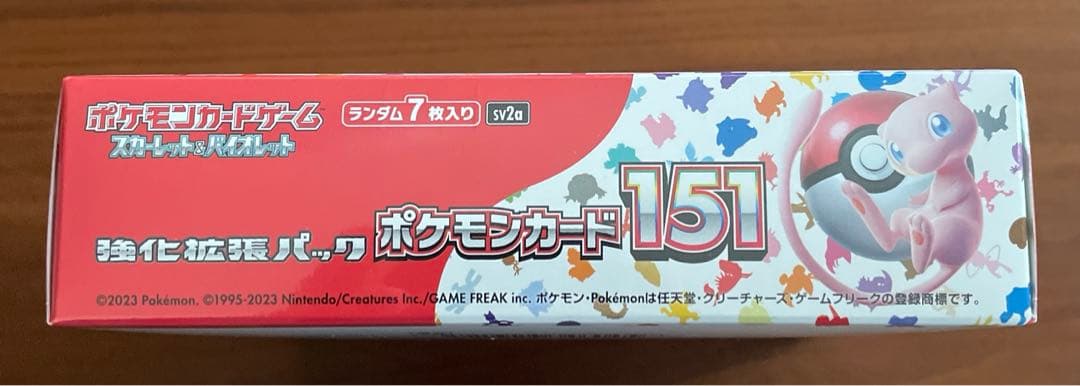 ポケモンカードゲーム
スカーレット&バイオレット
ランダム7枚入り sv2a
強化拡張パック ポケモンカード151
©2023 Pokémon. ©1995-2023 Nintendo/Creatures Inc./GAME FREAK inc. ポケモン・Pokémonは任天堂・クリーチャーズ・ゲームフリークの登録商標です。